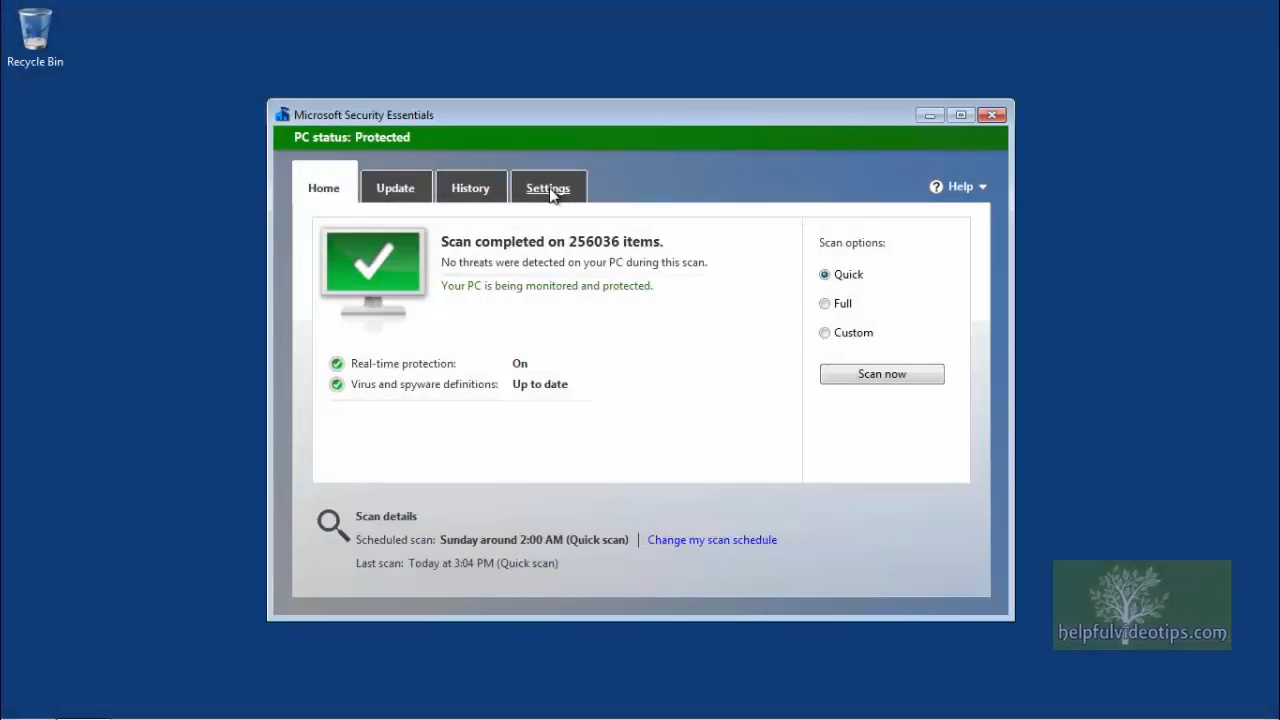 Recycle Bin
Microsoft Security Essentials
PC status: Protected
Home Update History Settings Help
Scan completed on 256036 items.
No threats were detected on your PC during this scan.
Your PC is being monitored and protected.
Real-time protection: On
Virus and spyware definitions: Up to date
Scan options:
Quick
Full
Custom
Scan now
Scan details
Scheduled scan: Sunday around 2:00 AM (Quick scan) | Change my scan schedule
Last scan: Today at 3:04 PM (Quick scan)
helpfulvideotips.com